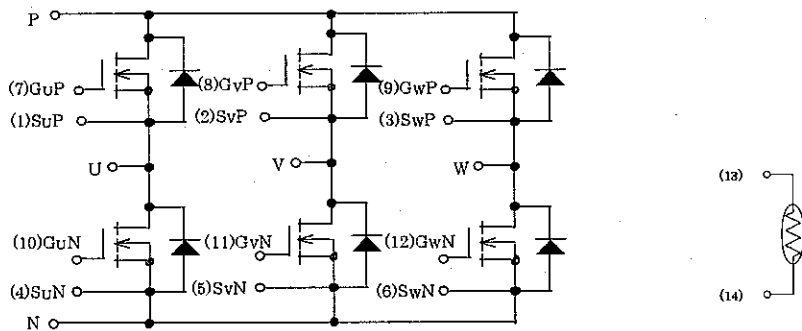 P
(7)GUP
(8)GVP
(9)GWP
(1)SUP
(2)SVP
(3)SWP
U
V
W
(13)
(10)GUN
(11)GVN
(12)GWN
(4)SUN
(5)SVN
(6)SWN
(14)
N